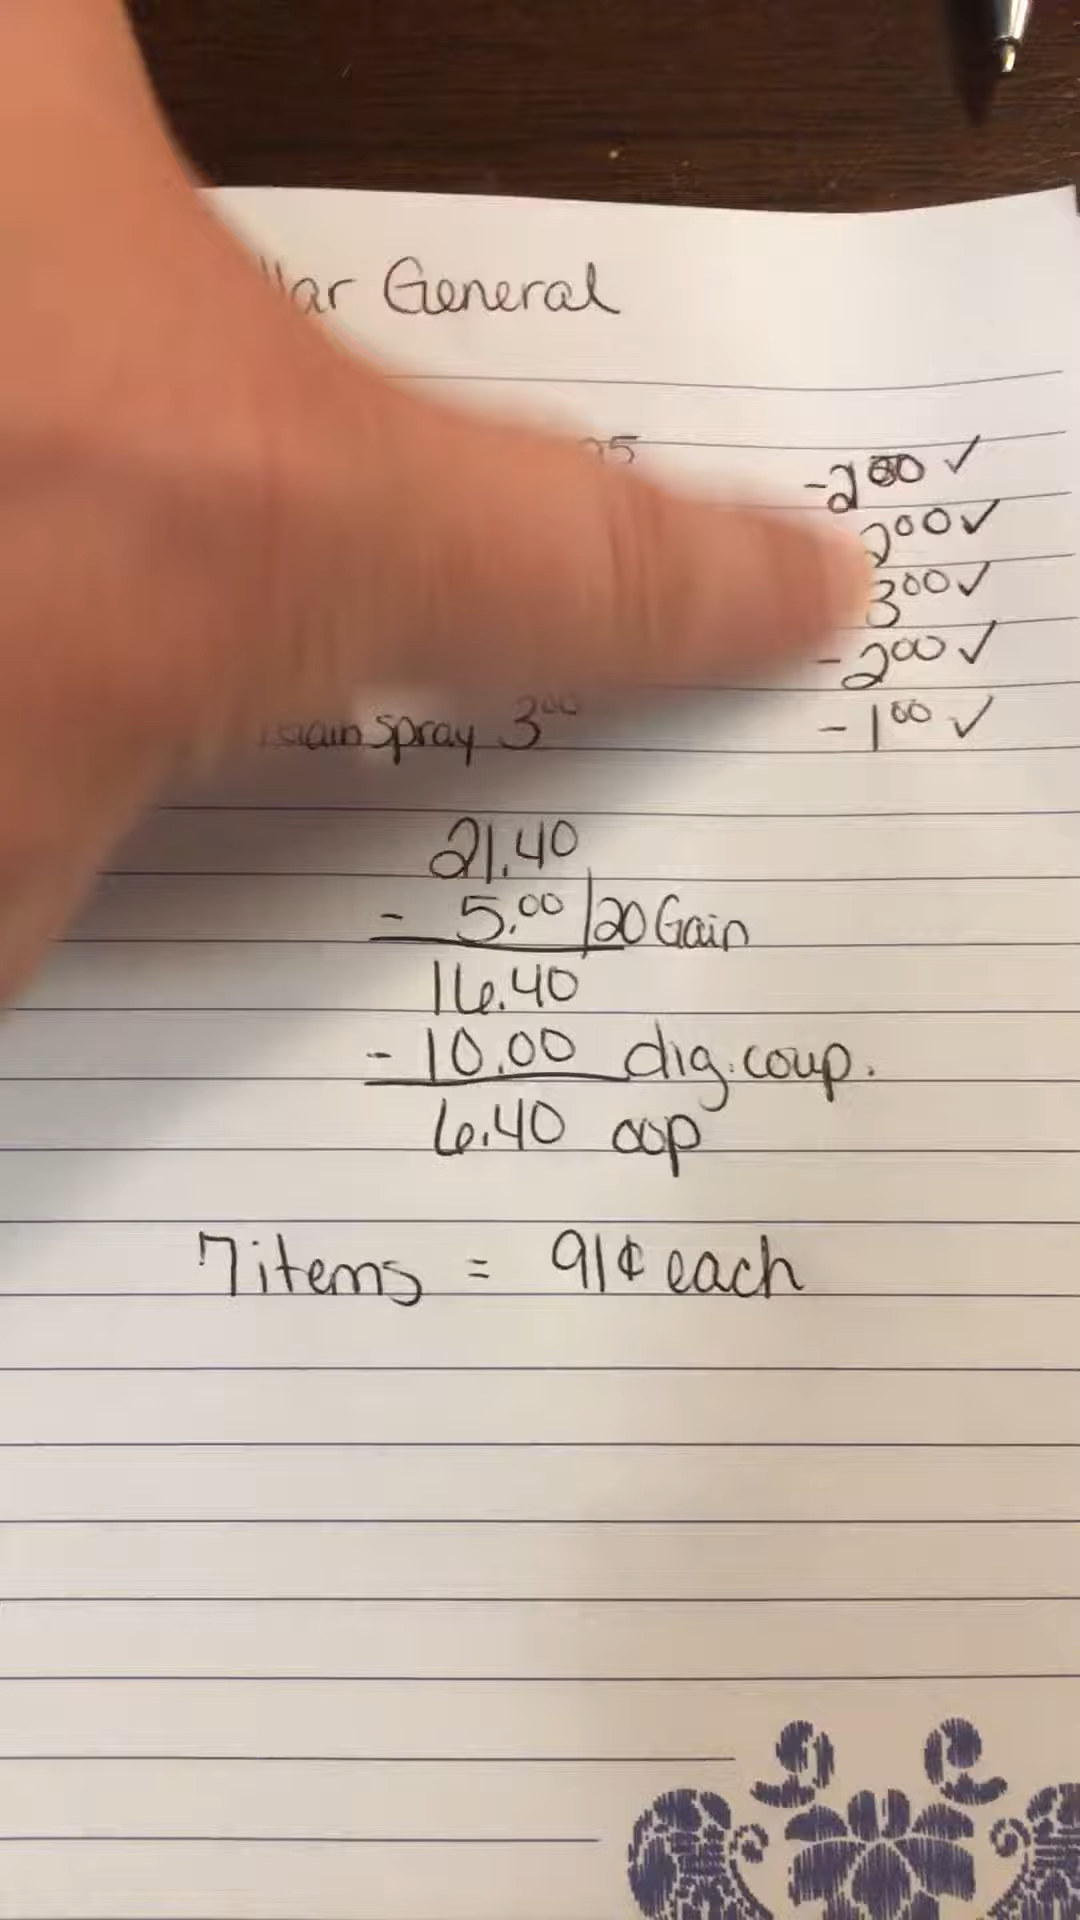 llar General
-2.00 ✓
2.00 ✓
3.00 ✓
-2.00 ✓
Spray 3.00 -1.00 ✓
21.40
- 5.00 /20 Gain
16.40
- 10.00 dig. coup.
6.40 oop
7 items = 91¢ each